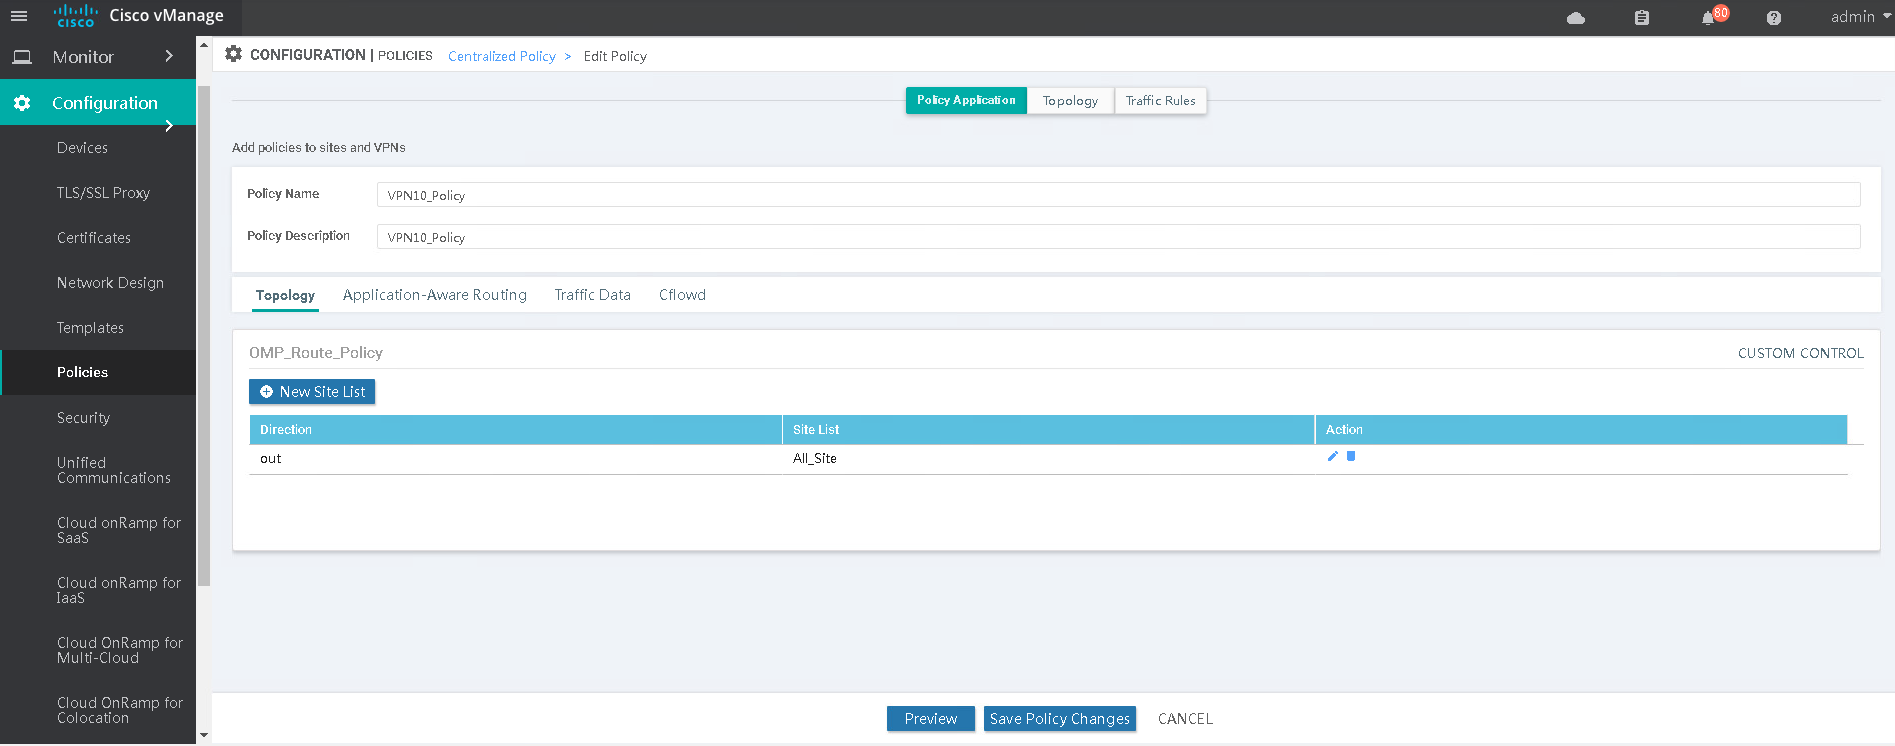 cisco
Cisco vManage
80
admin
Monitor
Configuration
Devices
TLS/SSL Proxy
Certificates
Network Design
Templates
Policies
Security
Unified
Communications
Cloud onRamp for
SaaS
Cloud onRamp for
IaaS
Cloud OnRamp for
Multi-Cloud
Cloud OnRamp for
Colocation
CONFIGURATION | POLICIES Centralized Policy > Edit Policy
Policy Application Topology Traffic Rules
Add policies to sites and VPNs
Policy Name VPN10_Policy
Policy Description VPN10_Policy
Topology Application-Aware Routing Traffic Data Cflowd
OMP_Route_Policy CUSTOM CONTROL
New Site List
Direction Site List Action
out All_Site
Preview Save Policy Changes CANCEL